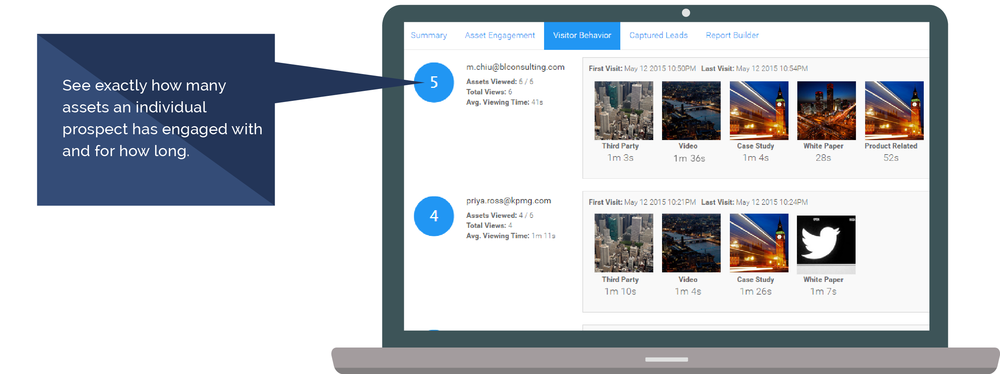 See exactly how many
assets an individual
prospect has engaged with
and for how long.
Summary Asset Engagement Visitor Behavior Captured Leads Report Builder
5
m.chiu@blconsulting.com
Assets Viewed: 6 / 6
Total Views: 6
Avg. Viewing Time: 41s
First Visit: May 12 2015 10:50PM Last Visit: May 12 2015 10:54PM
Third Party Video Case Study White Paper Product Related
1m 3s 1m 36s 1m 4s 28s 52s
4
priya.ross@kpmg.com
Assets Viewed: 4 / 6
Total Views: 4
Avg. Viewing Time: 1m 11s
First Visit: May 12 2015 10:21PM Last Visit: May 12 2015 10:24PM
Third Party Video Case Study White Paper
1m 10s 1m 4s 1m 26s 1m 7s